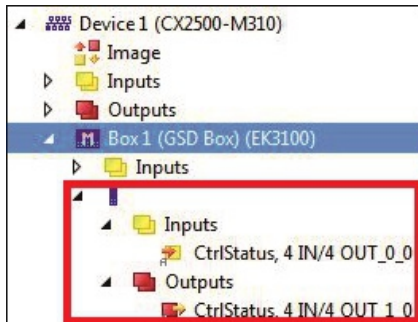 Device 1 (CX2500-M310)
Image
Inputs
Outputs
Box 1 (GSD Box) (EK3100)
Inputs
Inputs
CtrlStatus, 4 IN/4 OUT_0_0
Outputs
CtrlStatus, 4 IN/4 OUT_1_0